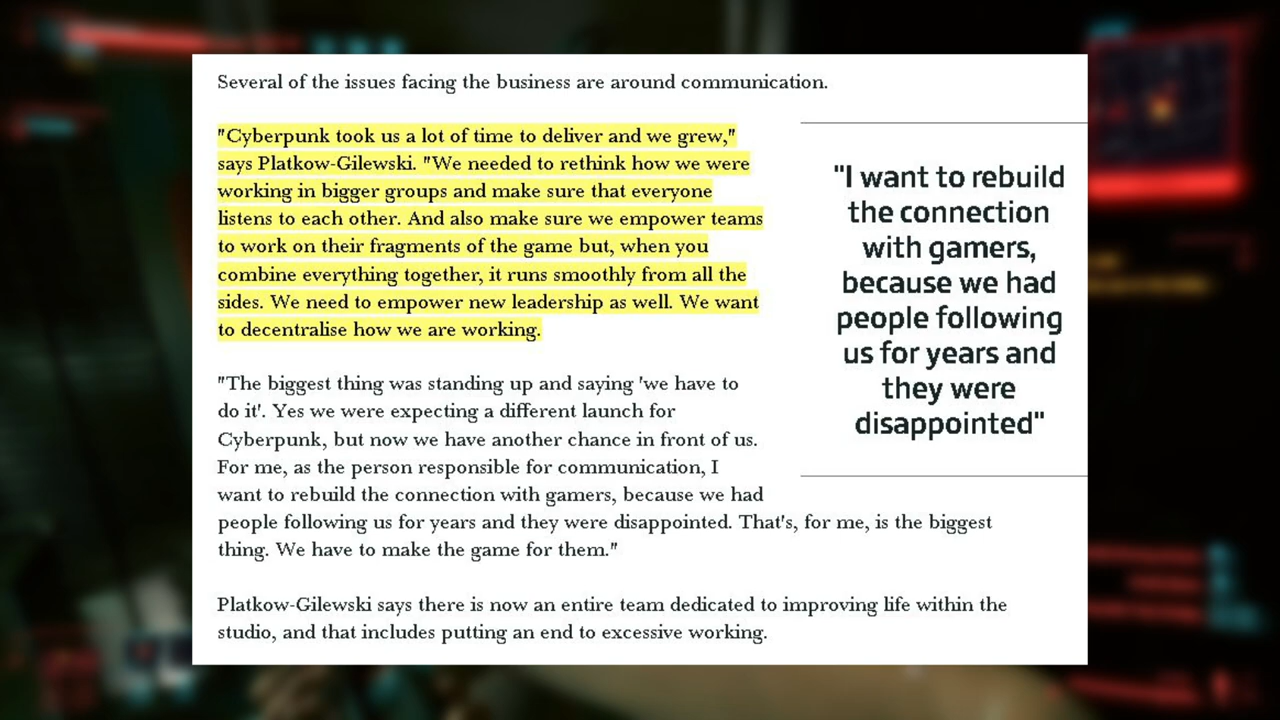 Several of the issues facing the business are around communication.
"Cyberpunk took us a lot of time to deliver and we grew,"
says Platkow-Gilewski. "We needed to rethink how we were
working in bigger groups and make sure that everyone
listens to each other. And also make sure we empower teams
to work on their fragments of the game but, when you
combine everything together, it runs smoothly from all the
sides. We need to empower new leadership as well. We want
to decentralise how we are working.
"The biggest thing was standing up and saying 'we have to
do it'. Yes we were expecting a different launch for
Cyberpunk, but now we have another chance in front of us.
For me, as the person responsible for communication, I
want to rebuild the connection with gamers, because we had
people following us for years and they were disappointed. That's, for me, is the biggest
thing. We have to make the game for them."
Platkow-Gilewski says there is now an entire team dedicated to improving life within the
studio, and that includes putting an end to excessive working.
"I want to rebuild
the connection
with gamers,
because we had
people following
us for years and
they were
disappointed"